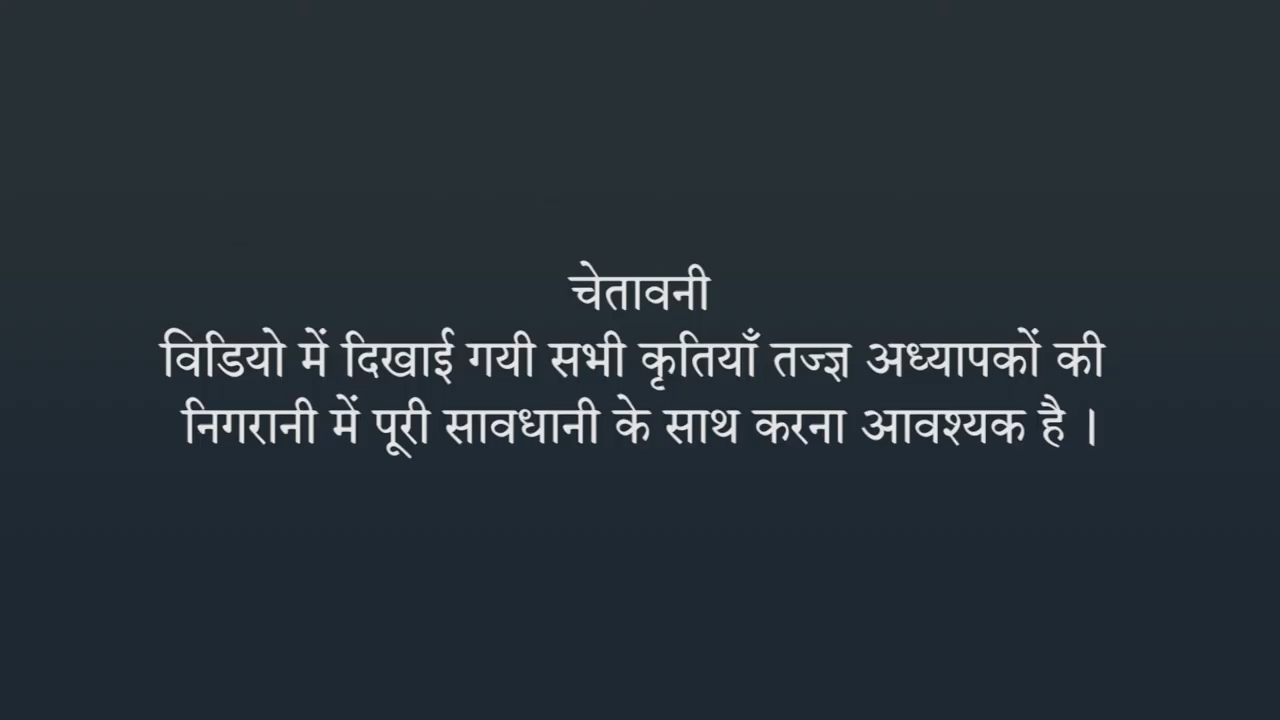 चेतावनी
विडियो में दिखाई गयी सभी कृतियाँ तज्ज्ञ अध्यापकों की
निगरानी में पूरी सावधानी के साथ करना आवश्यक है ।